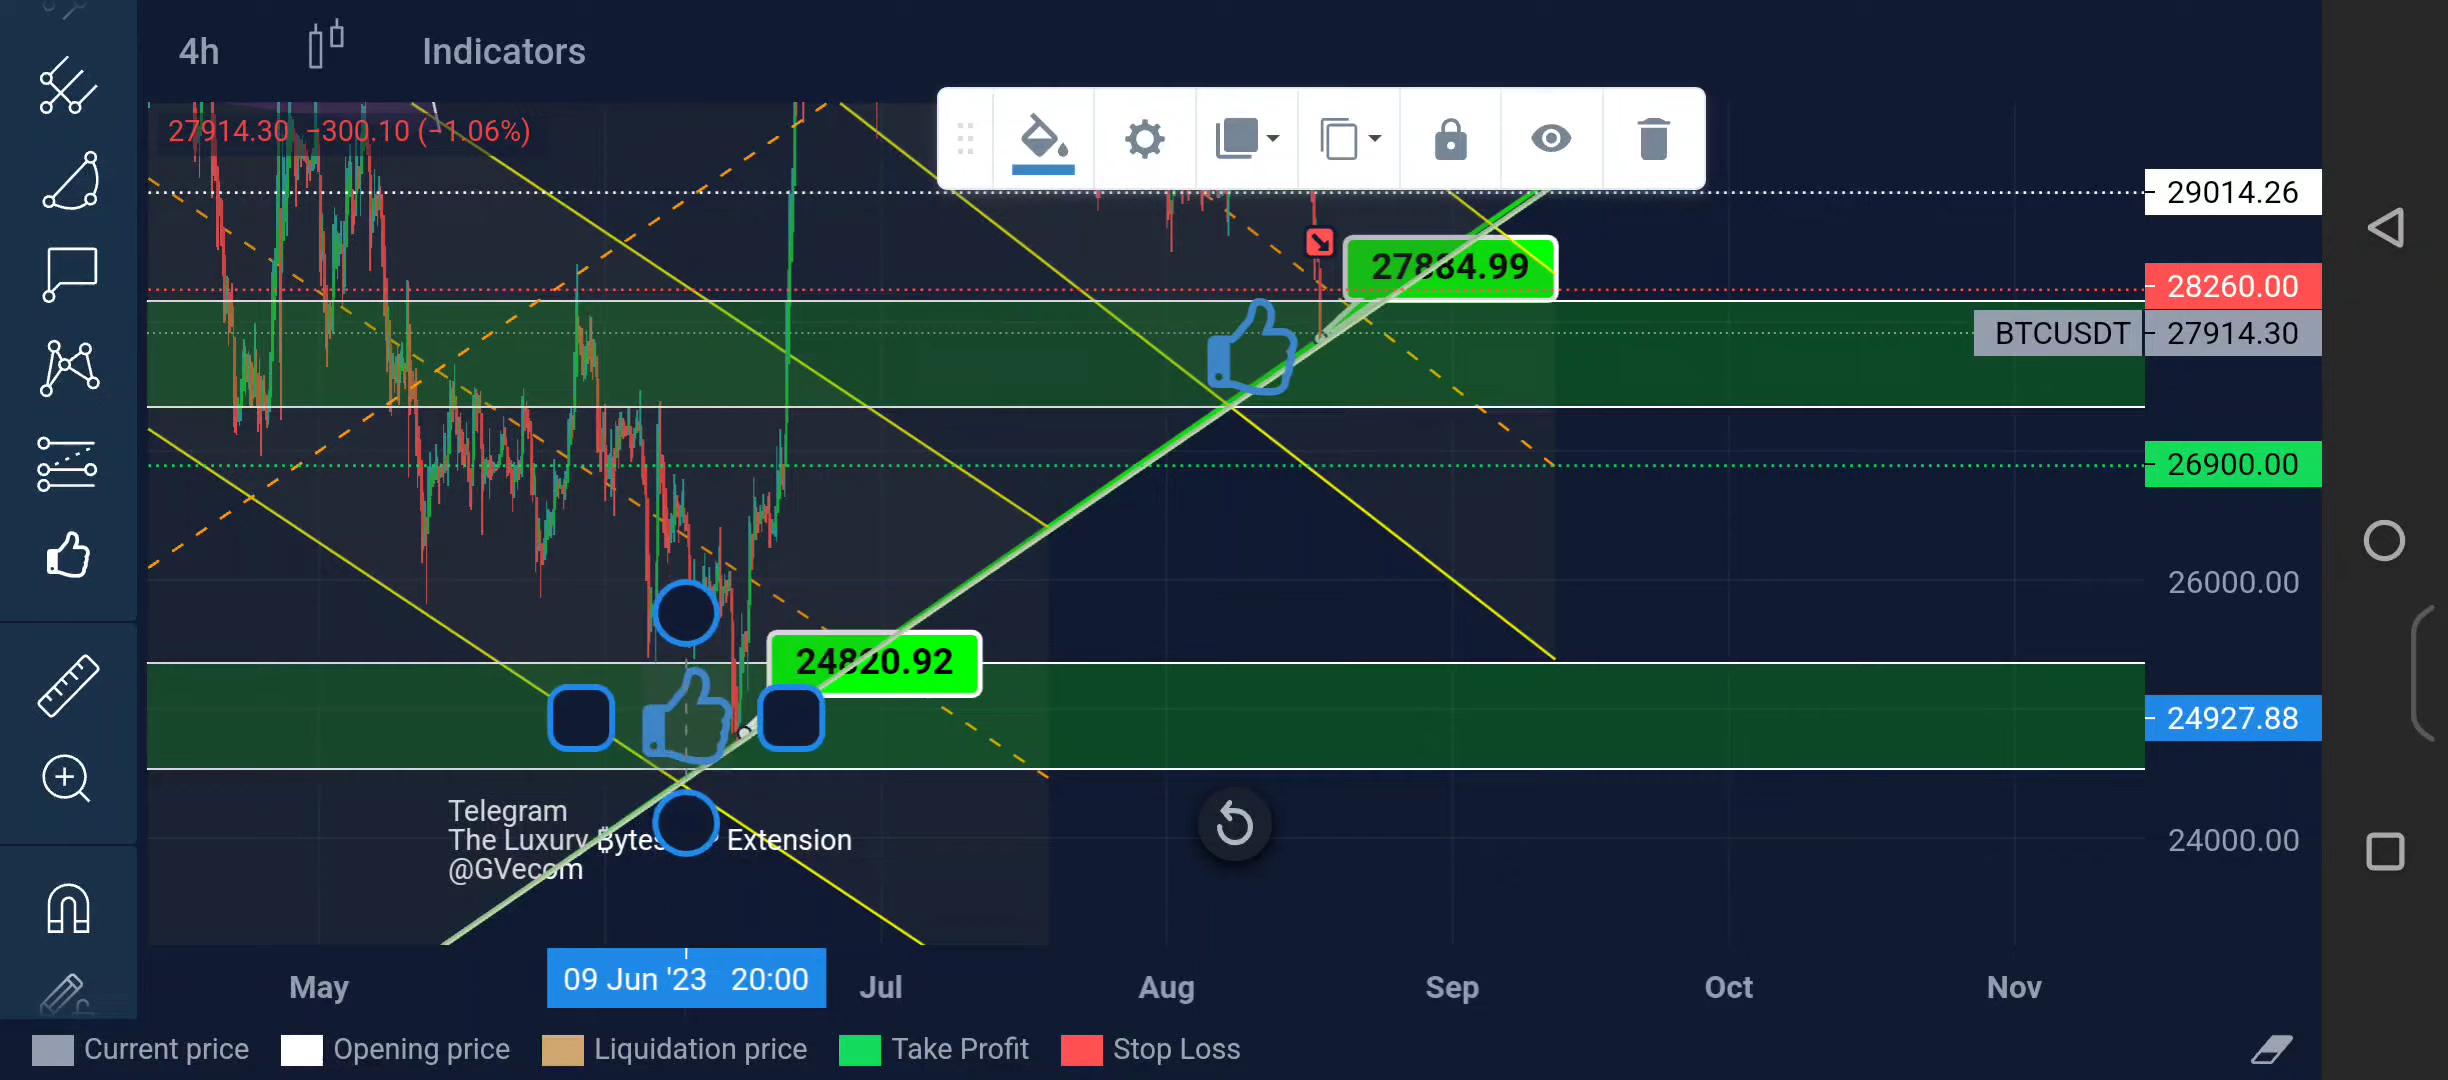 4h Indicators
27914.30 −300.10 (−1.06%)
29014.26
27884.99
28260.00
BTCUSDT 27914.30
26900.00
26000.00
24820.92
24927.88
Telegram
The Luxury Bytes Extension
@GVecom
24000.00
May 09 Jun '23 20:00 Jul Aug Sep Oct Nov
Current price Opening price Liquidation price Take Profit Stop Loss